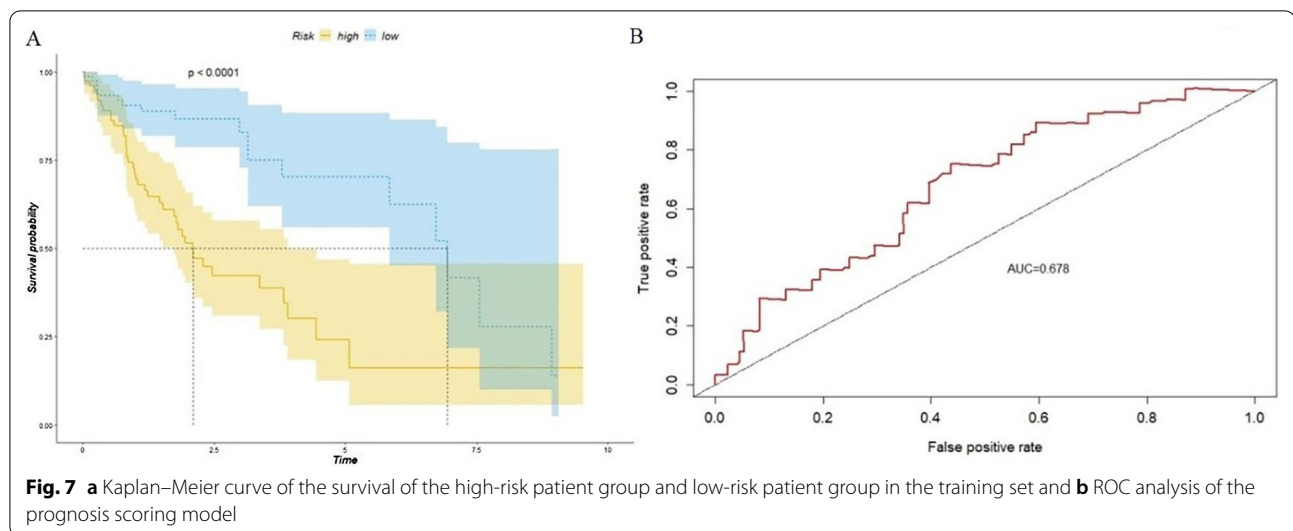 A
Risk high low
p < 0.0001
1.00
0.75
0.50
0.25
0.00
Survival probability
0 2.5 5 7.5 10
Time
B
1.0
0.8
0.6
0.4
0.2
0.0
True positive rate
AUC=0.678
0.0 0.2 0.4 0.6 0.8 1.0
False positive rate
Fig. 7 a Kaplan–Meier curve of the survival of the high-risk patient group and low-risk patient group in the training set and b ROC analysis of the
prognosis scoring model